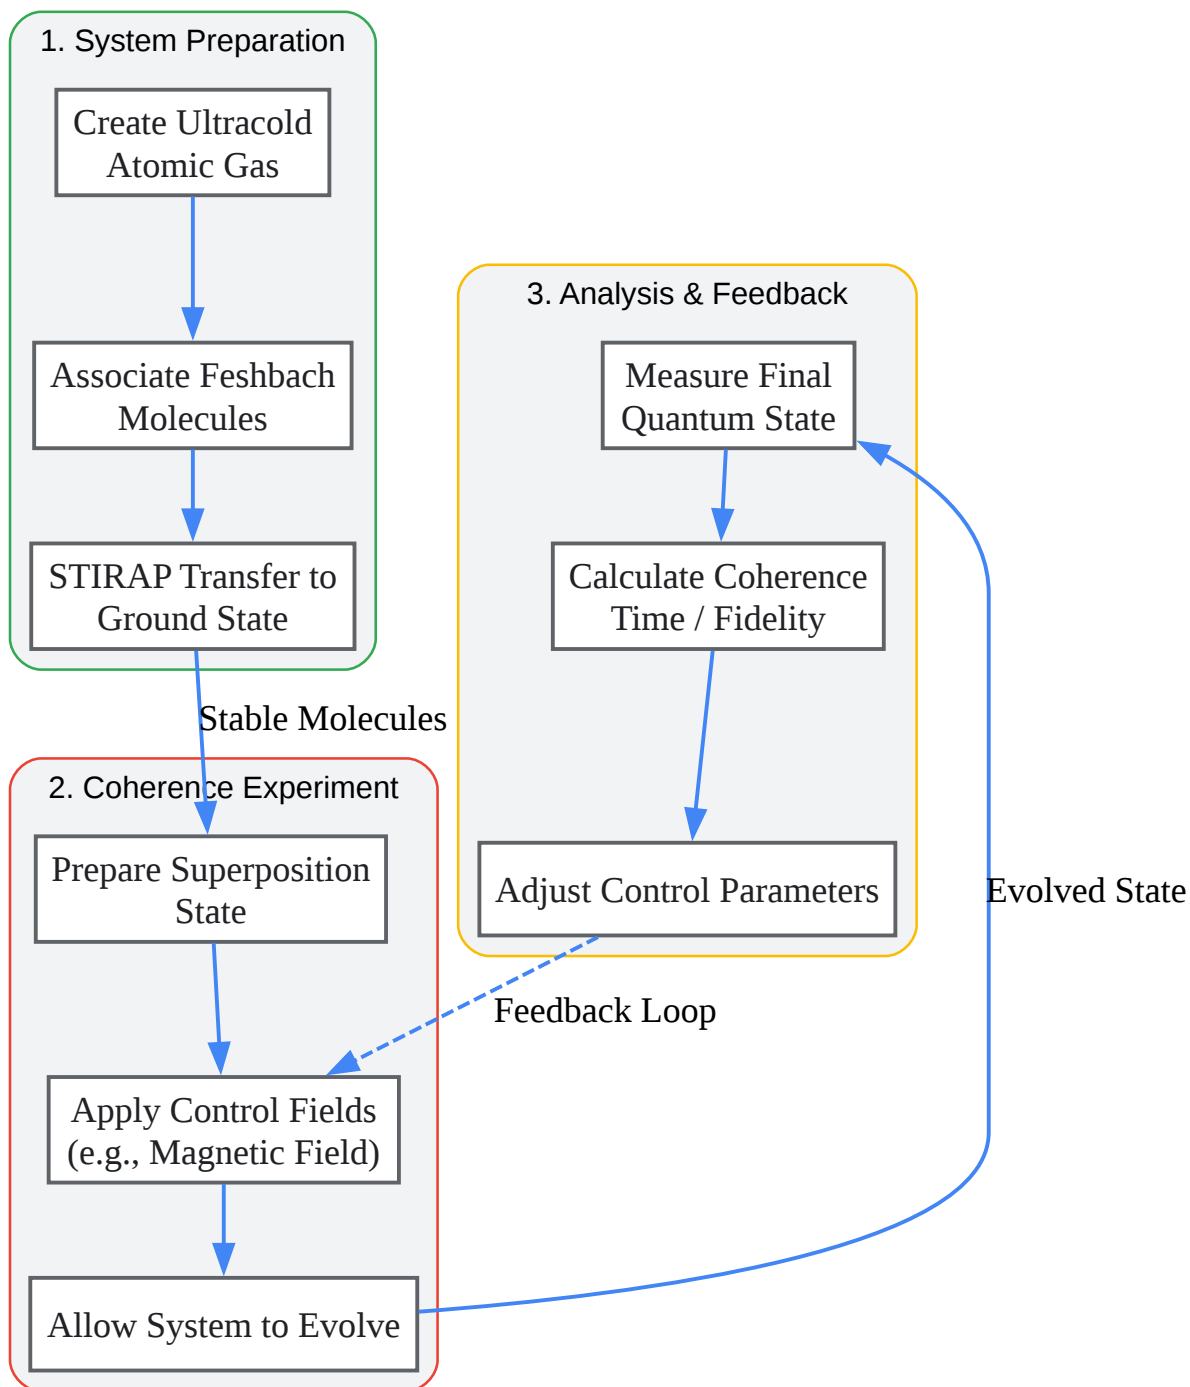 1. System Preparation
Create Ultracold
Atomic Gas
Associate Feshbach
Molecules
STIRAP Transfer to
Ground State
Stable Molecules
2. Coherence Experiment
Prepare Superposition
State
Apply Control Fields
(e.g., Magnetic Field)
Allow System to Evolve
3. Analysis & Feedback
Measure Final
Quantum State
Calculate Coherence
Time / Fidelity
Adjust Control Parameters
Feedback Loop
Evolved State